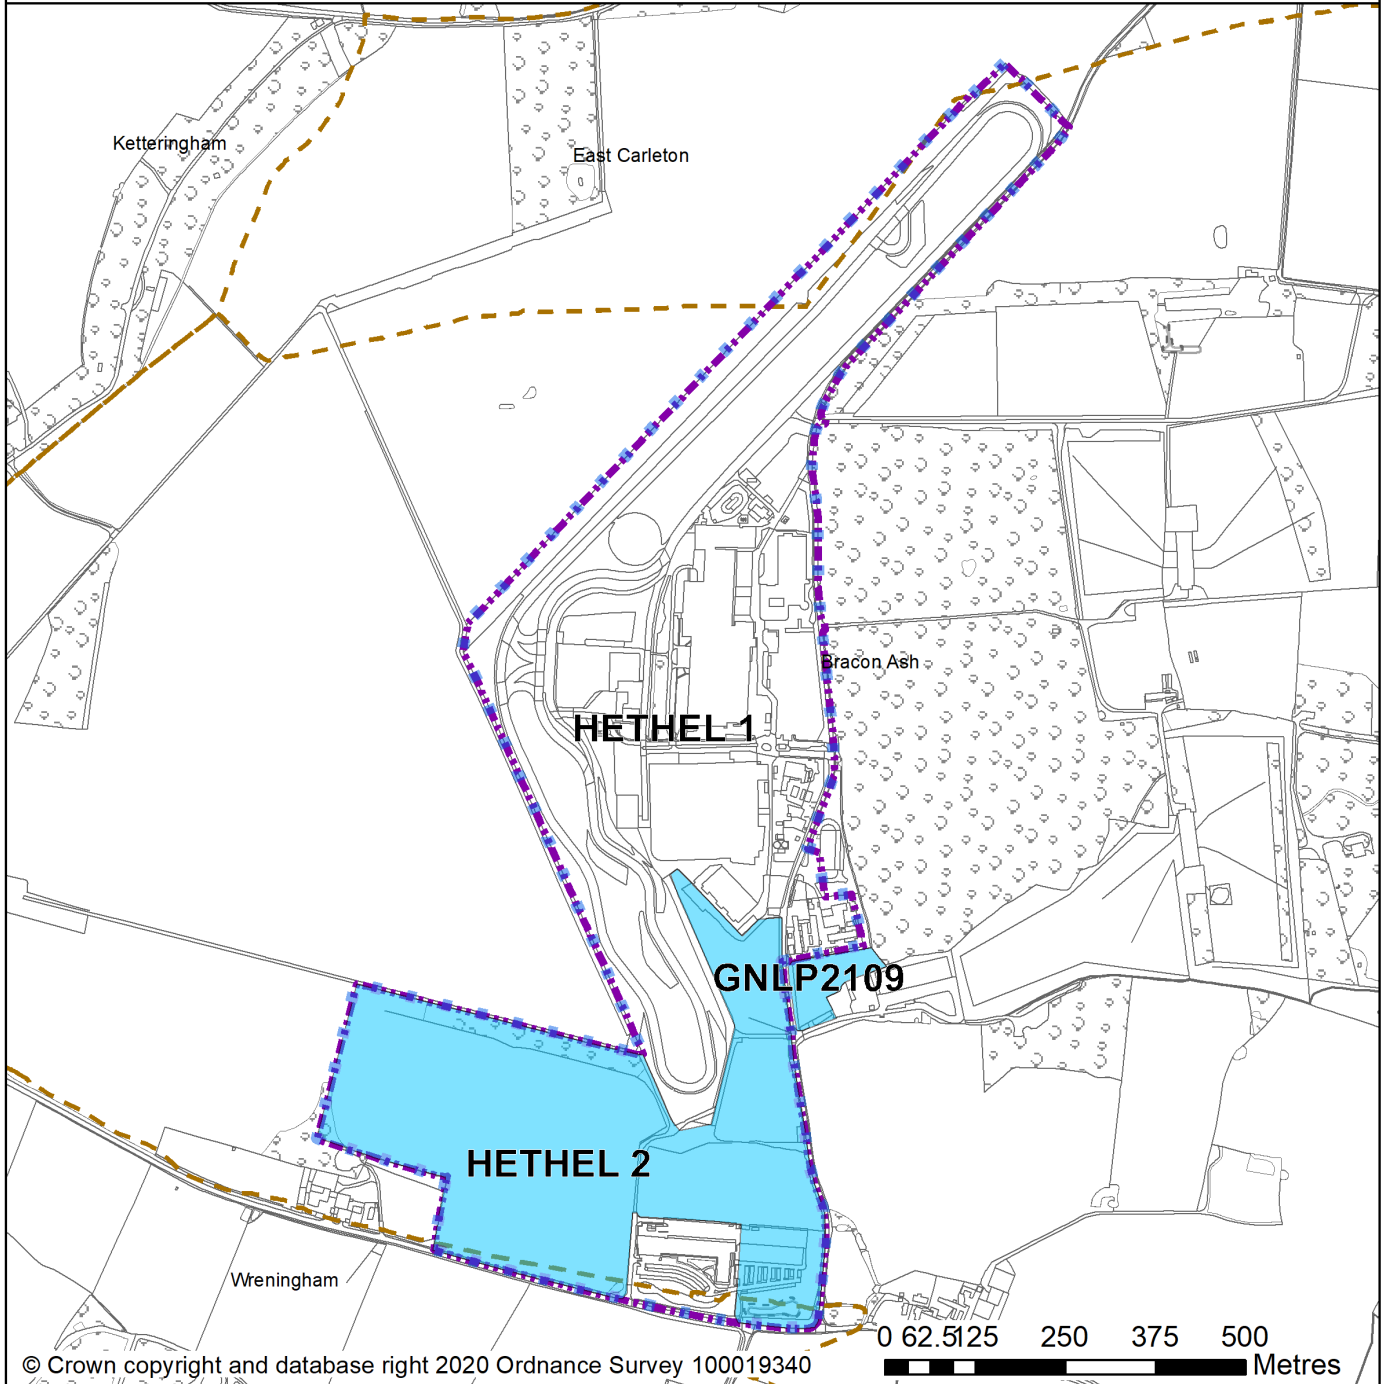 Ketteringham
East Carleton
Bracon Ash
HETHEL 1
GNLP2109
HETHEL 2
Wreningham
0 62.5125 250 375 500
Metres
© Crown copyright and database right 2020 Ordnance Survey 100019340